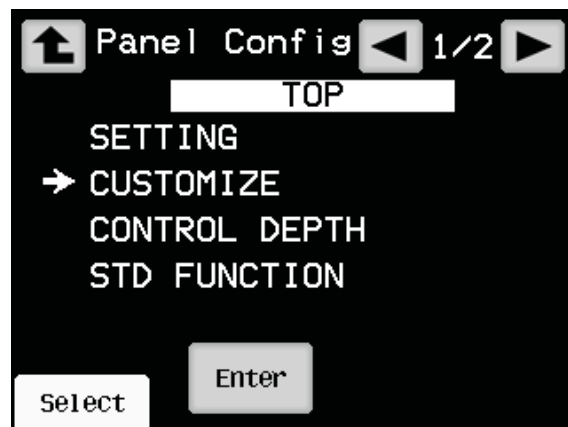 Panel Config 1/2
TOP
SETTING
CUSTOMIZE
CONTROL DEPTH
STD FUNCTION
Enter
Select